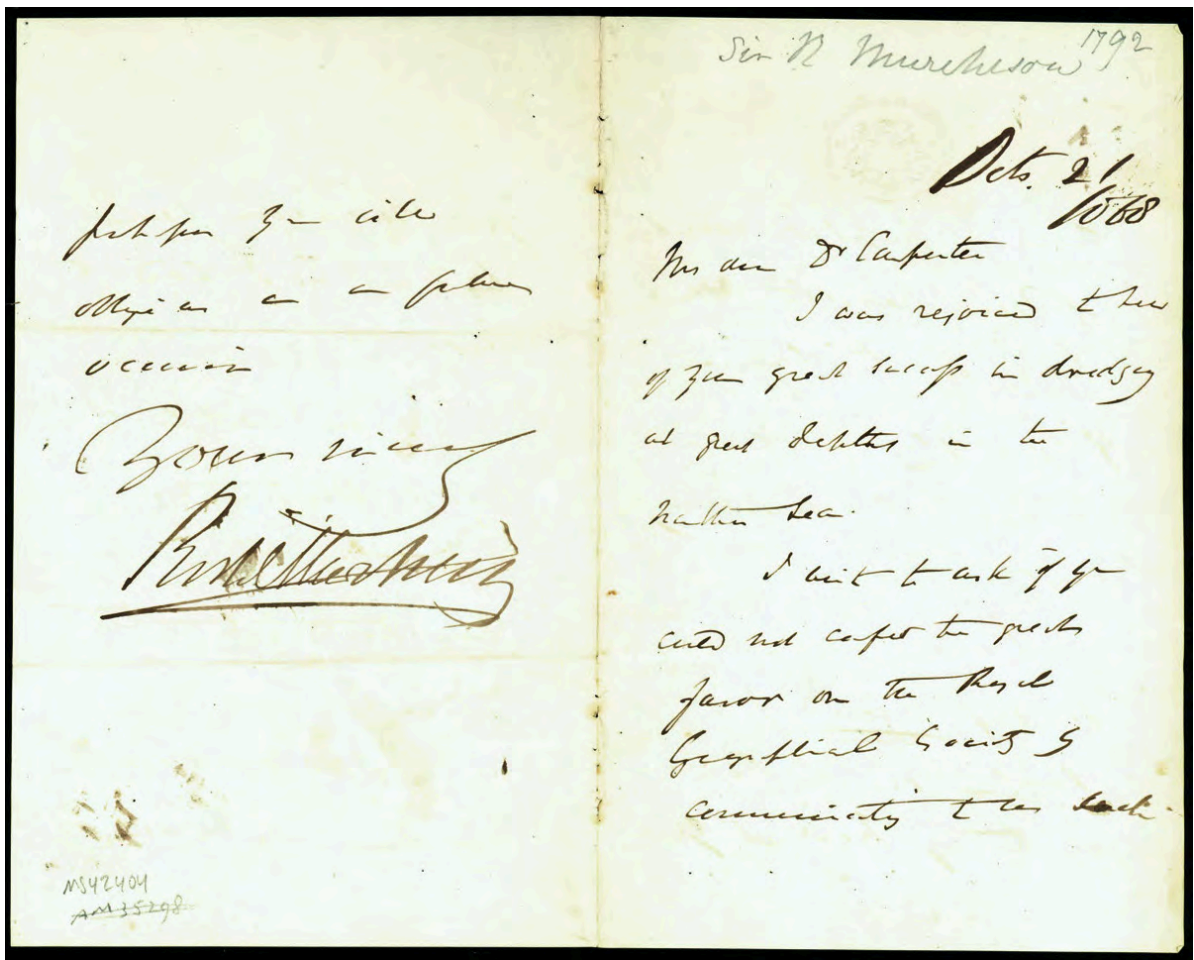 Sir R Murchison 1792
Octr. 21
/1868
My dear Dr Carpenter
I was rejoiced to hear
of your great success in dredging
at great depths in the
Northern Sea.
I write to ask if you
could not confer the great
favor on the Royal
Geographical Society by
communicating to us such
you will
oblige us on a future
occasion
Yours sincerely
Rod Murchison
MS42404
AM35298